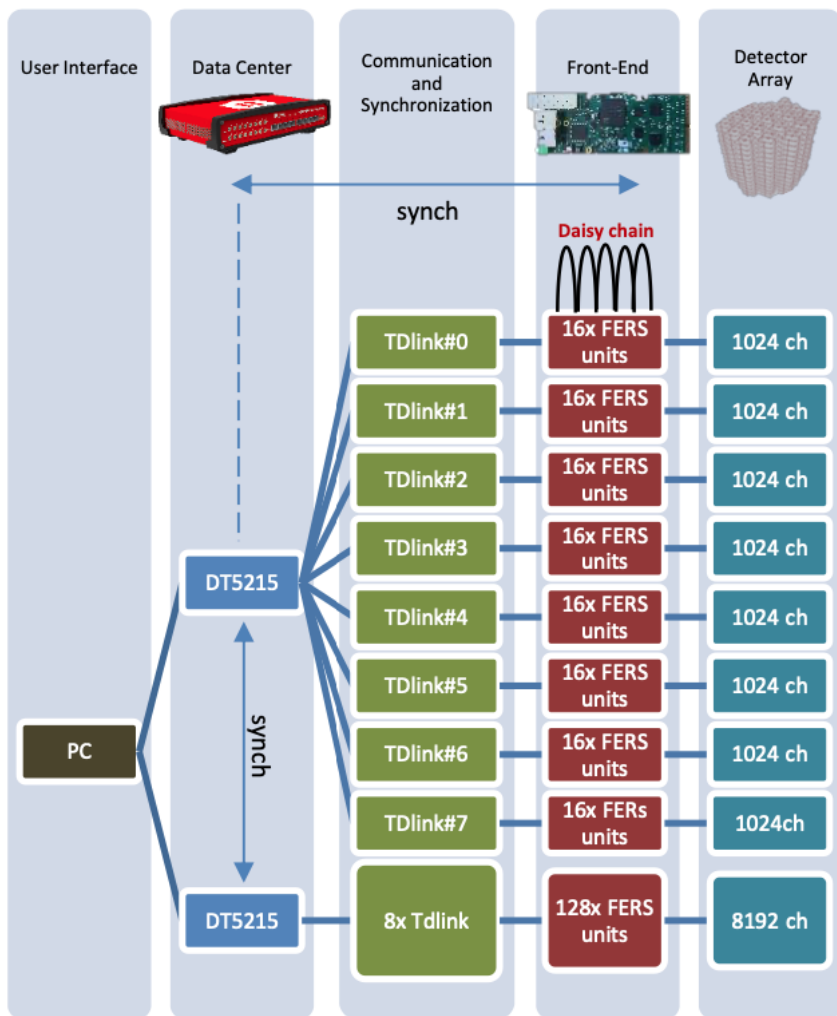 User Interface
Data Center
Communication
and
Synchronization
Front-End
Detector
Array
synch
Daisy chain
TDlink#0
16x FERS
units
1024 ch
TDlink#1
16x FERS
units
1024 ch
TDlink#2
16x FERS
units
1024 ch
TDlink#3
16x FERS
units
1024 ch
DT5215
TDlink#4
16x FERS
units
1024 ch
TDlink#5
16x FERS
units
1024 ch
synch
PC
TDlink#6
16x FERS
units
1024 ch
TDlink#7
16x FERs
units
1024ch
DT5215
8x Tdlink
128x FERS
units
8192 ch